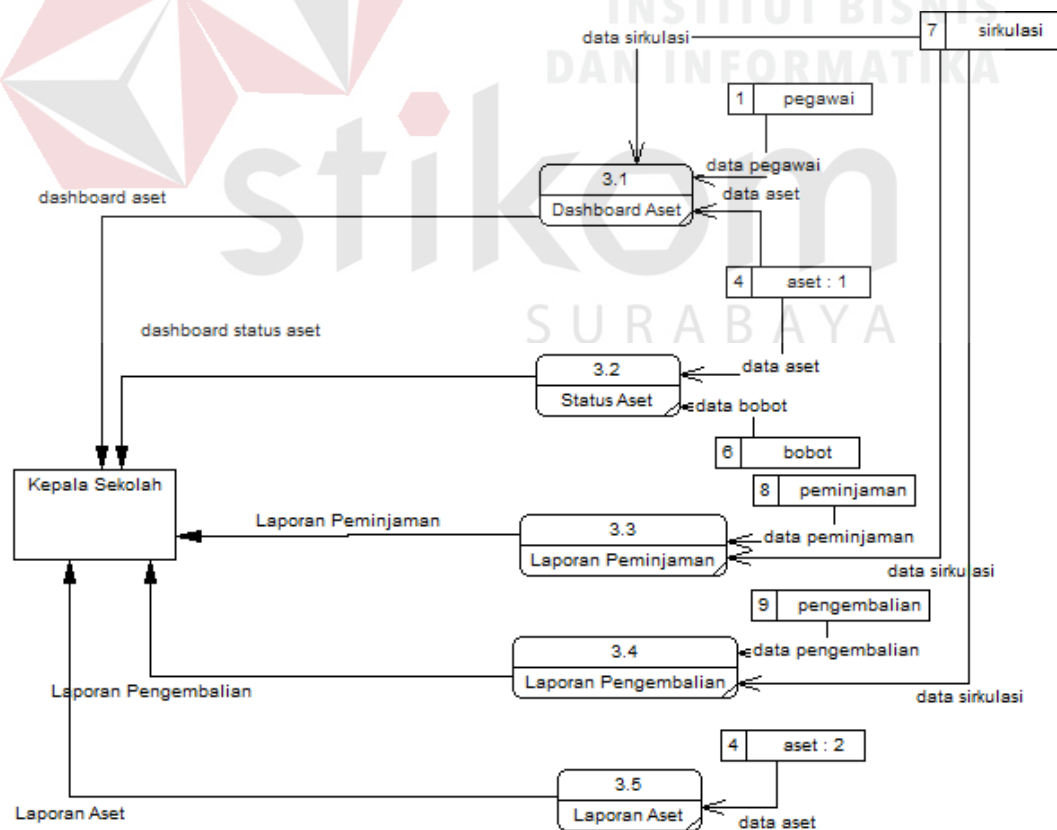 INSTITUT BISNIS
DAN INFORMATIKA
stikom
SURABAYA
7 sirkulasi
data sirkulasi
1 pegawai
data pegawai
3.1
Dashboard Aset
data aset
dashboard aset
4 aset : 1
dashboard status aset
data aset
3.2
Status Aset
data bobot
6 bobot
Kepala Sekolah
8 peminjaman
Laporan Peminjaman
3.3
Laporan Peminjaman
data peminjaman
data sirkulasi
9 pengembalian
3.4
Laporan Pengembalian
data pengembalian
Laporan Pengembalian
data sirkulasi
4 aset : 2
3.5
Laporan Aset
Laporan Aset
data aset